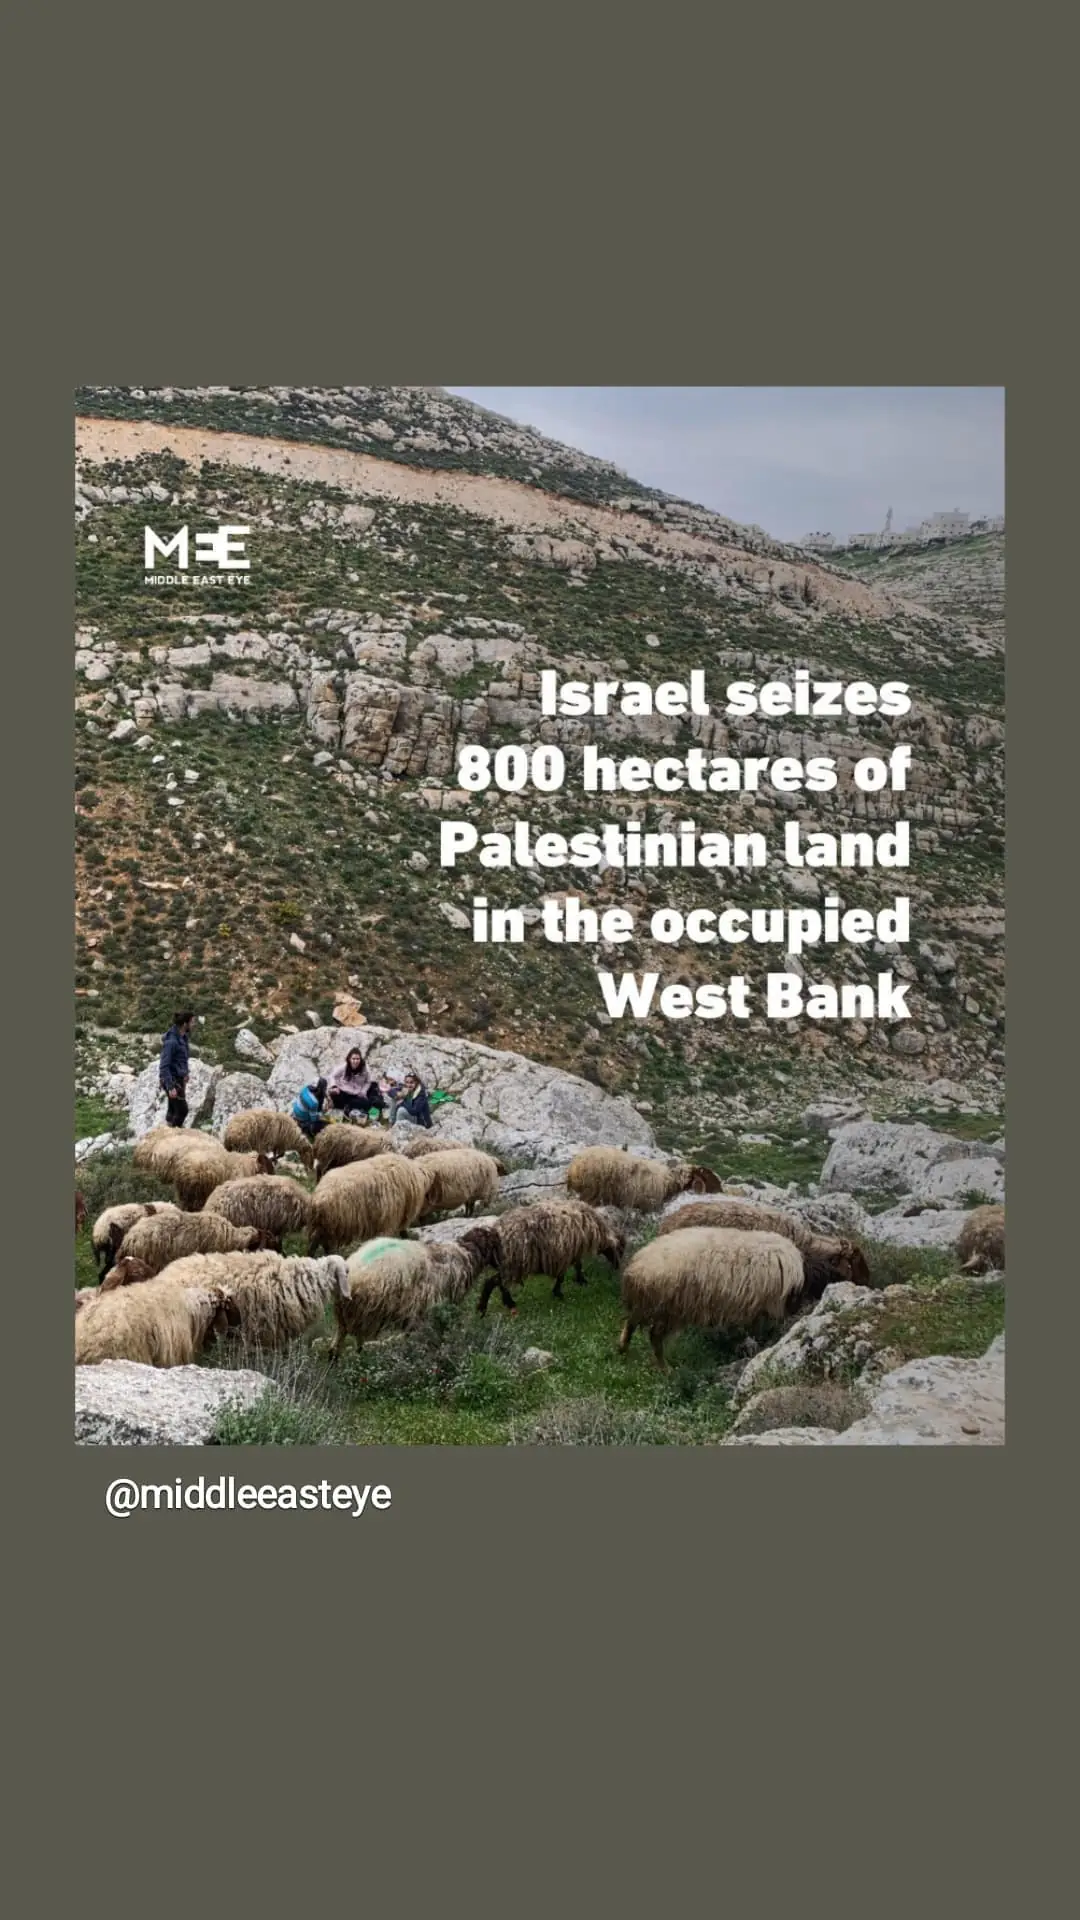 MEE
MIDDLE EAST EYE
Israel seizes
800 hectares of
Palestinian land
in the occupied
West Bank
@middleeasteye